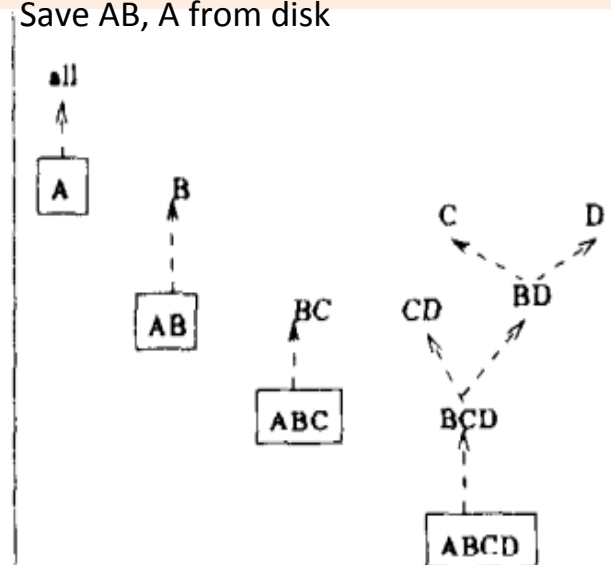 Save AB, A from disk
all
A
B
C
D
AB
BC
CD
BD
ABC
BCD
ABCD